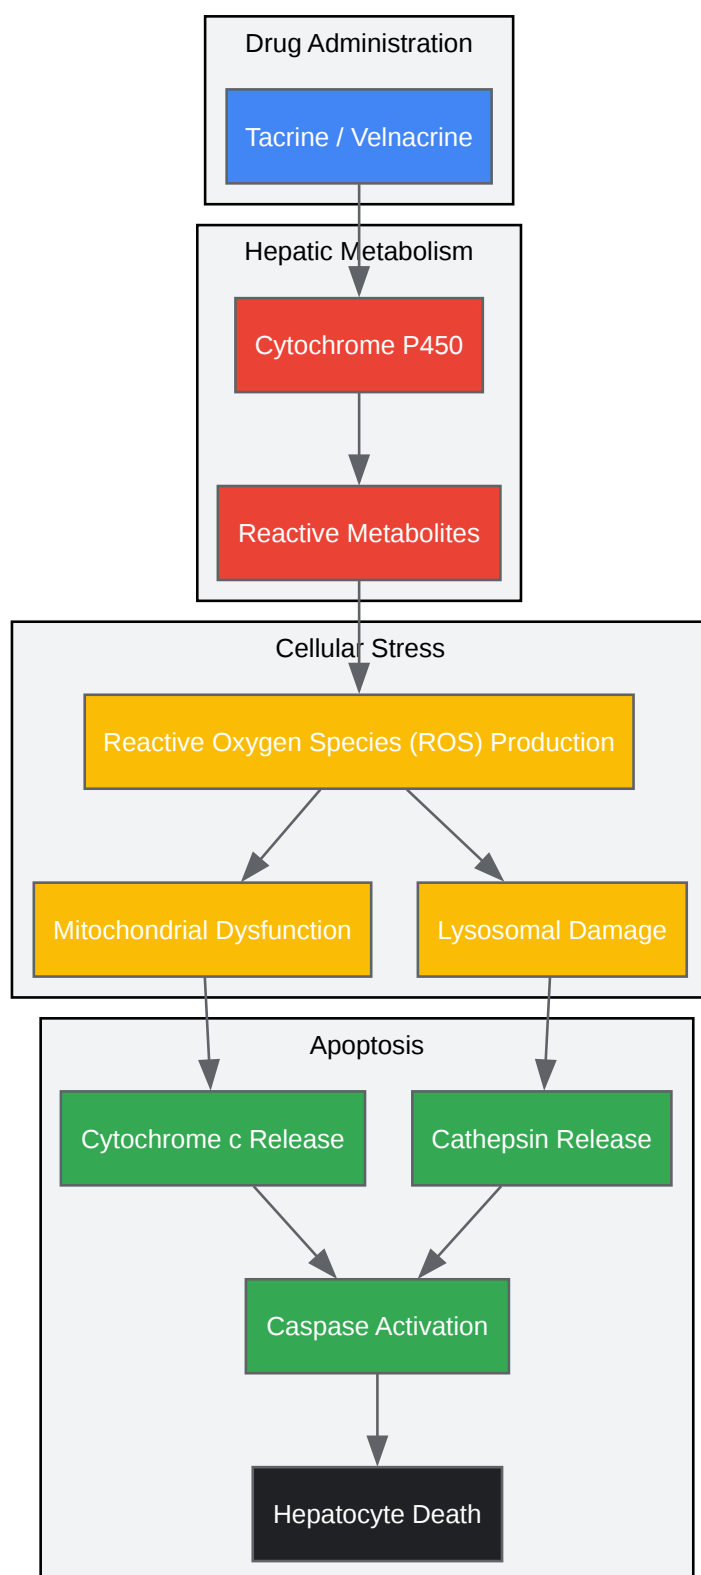 Drug Administration
Tacrine / Velnacrine
Hepatic Metabolism
Cytochrome P450
Reactive Metabolites
Cellular Stress
Reactive Oxygen Species (ROS) Production
Mitochondrial Dysfunction
Lysosomal Damage
Apoptosis
Cytochrome c Release
Cathepsin Release
Caspase Activation
Hepatocyte Death